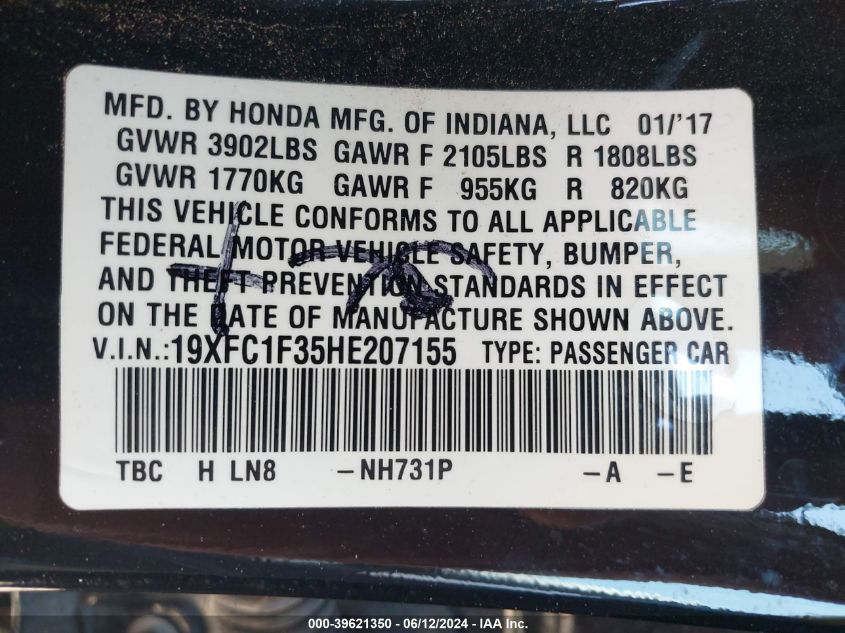 MFD. BY HONDA MFG. OF INDIANA, LLC 01/'17
GVWR 3902LBS GAWR F 2105LBS R 1808LBS
GVWR 1770KG GAWR F 955KG R 820KG
THIS VEHICLE CONFORMS TO ALL APPLICABLE
FEDERAL MOTOR VEHICLE SAFETY, BUMPER,
AND THEFT PREVENTION STANDARDS IN EFFECT
ON THE DATE OF MANUFACTURE SHOWN ABOVE.
V.I.N.:19XFC1F35HE207155 TYPE: PASSENGER CAR
TBC H LN8 –NH731P –A –E
000-39621350 - 06/12/2024 - IAA Inc.